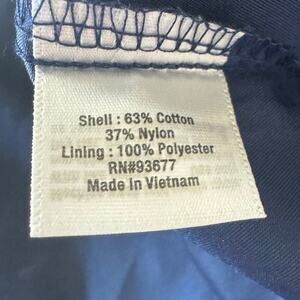 Shell : 63% Cotton
37% Nylon
Lining : 100% Polyester
RN#93677
Made in Vietnam